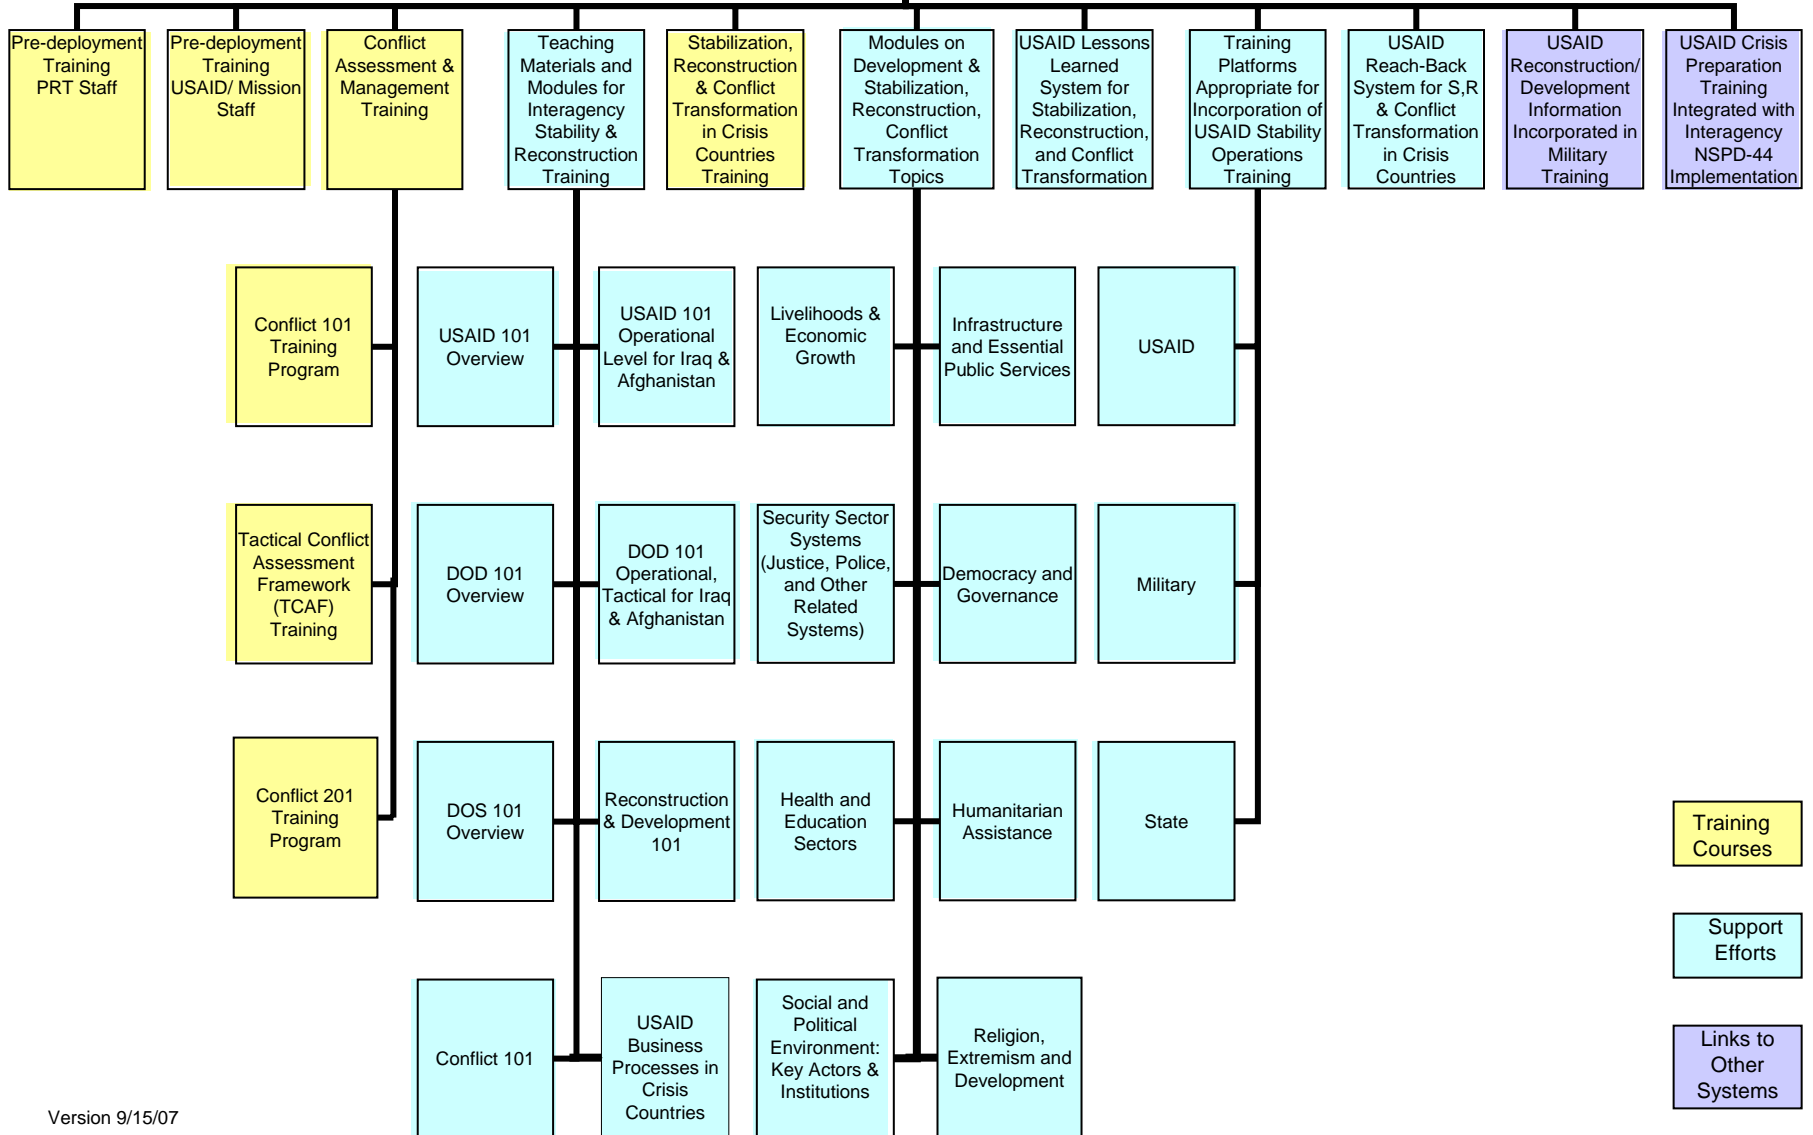 Pre-deployment
Training
PRT Staff
Pre-deployment
Training
USAID/ Mission
Staff
Conflict
Assessment &
Management
Training
Teaching
Materials and
Modules for
Interagency
Stability &
Reconstruction
Training
Stabilization,
Reconstruction
& Conflict
Transformation
in Crisis
Countries
Training
Modules on
Development &
Stabilization,
Reconstruction,
Conflict
Transformation
Topics
USAID Lessons
Learned
System for
Stabilization,
Reconstruction,
and Conflict
Transformation
Training
Platforms
Appropriate for
Incorporation of
USAID Stability
Operations
Training
USAID
Reach-Back
System for S,R
& Conflict
Transformation
in Crisis
Countries
USAID
Reconstruction/
Development
Information
Incorporated in
Military
Training
USAID Crisis
Preparation
Training
Integrated with
Interagency
NSPD-44
Implementation
Conflict 101
Training
Program
USAID 101
Overview
USAID 101
Operational
Level for Iraq &
Afghanistan
Livelihoods &
Economic
Growth
Infrastructure
and Essential
Public Services
USAID
Tactical Conflict
Assessment
Framework
(TCAF)
Training
DOD 101
Overview
DOD 101
Operational,
Tactical for Iraq
& Afghanistan
Security Sector
Systems
(Justice, Police,
and Other
Related
Systems)
Democracy and
Governance
Military
Conflict 201
Training
Program
DOS 101
Overview
Reconstruction
& Development
101
Health and
Education
Sectors
Humanitarian
Assistance
State
Conflict 101
USAID
Business
Processes in
Crisis
Countries
Social and
Political
Environment:
Key Actors &
Institutions
Religion,
Extremism and
Development
Training
Courses
Support
Efforts
Links to
Other
Systems
Version 9/15/07